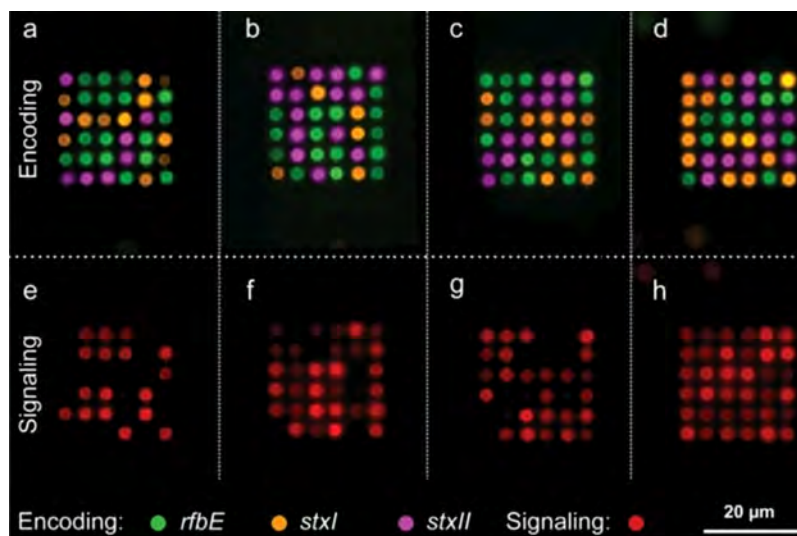 a
b
c
d
Encoding
e
f
g
h
Signaling
Encoding: rfbE stxI stxII Signaling: 20 µm